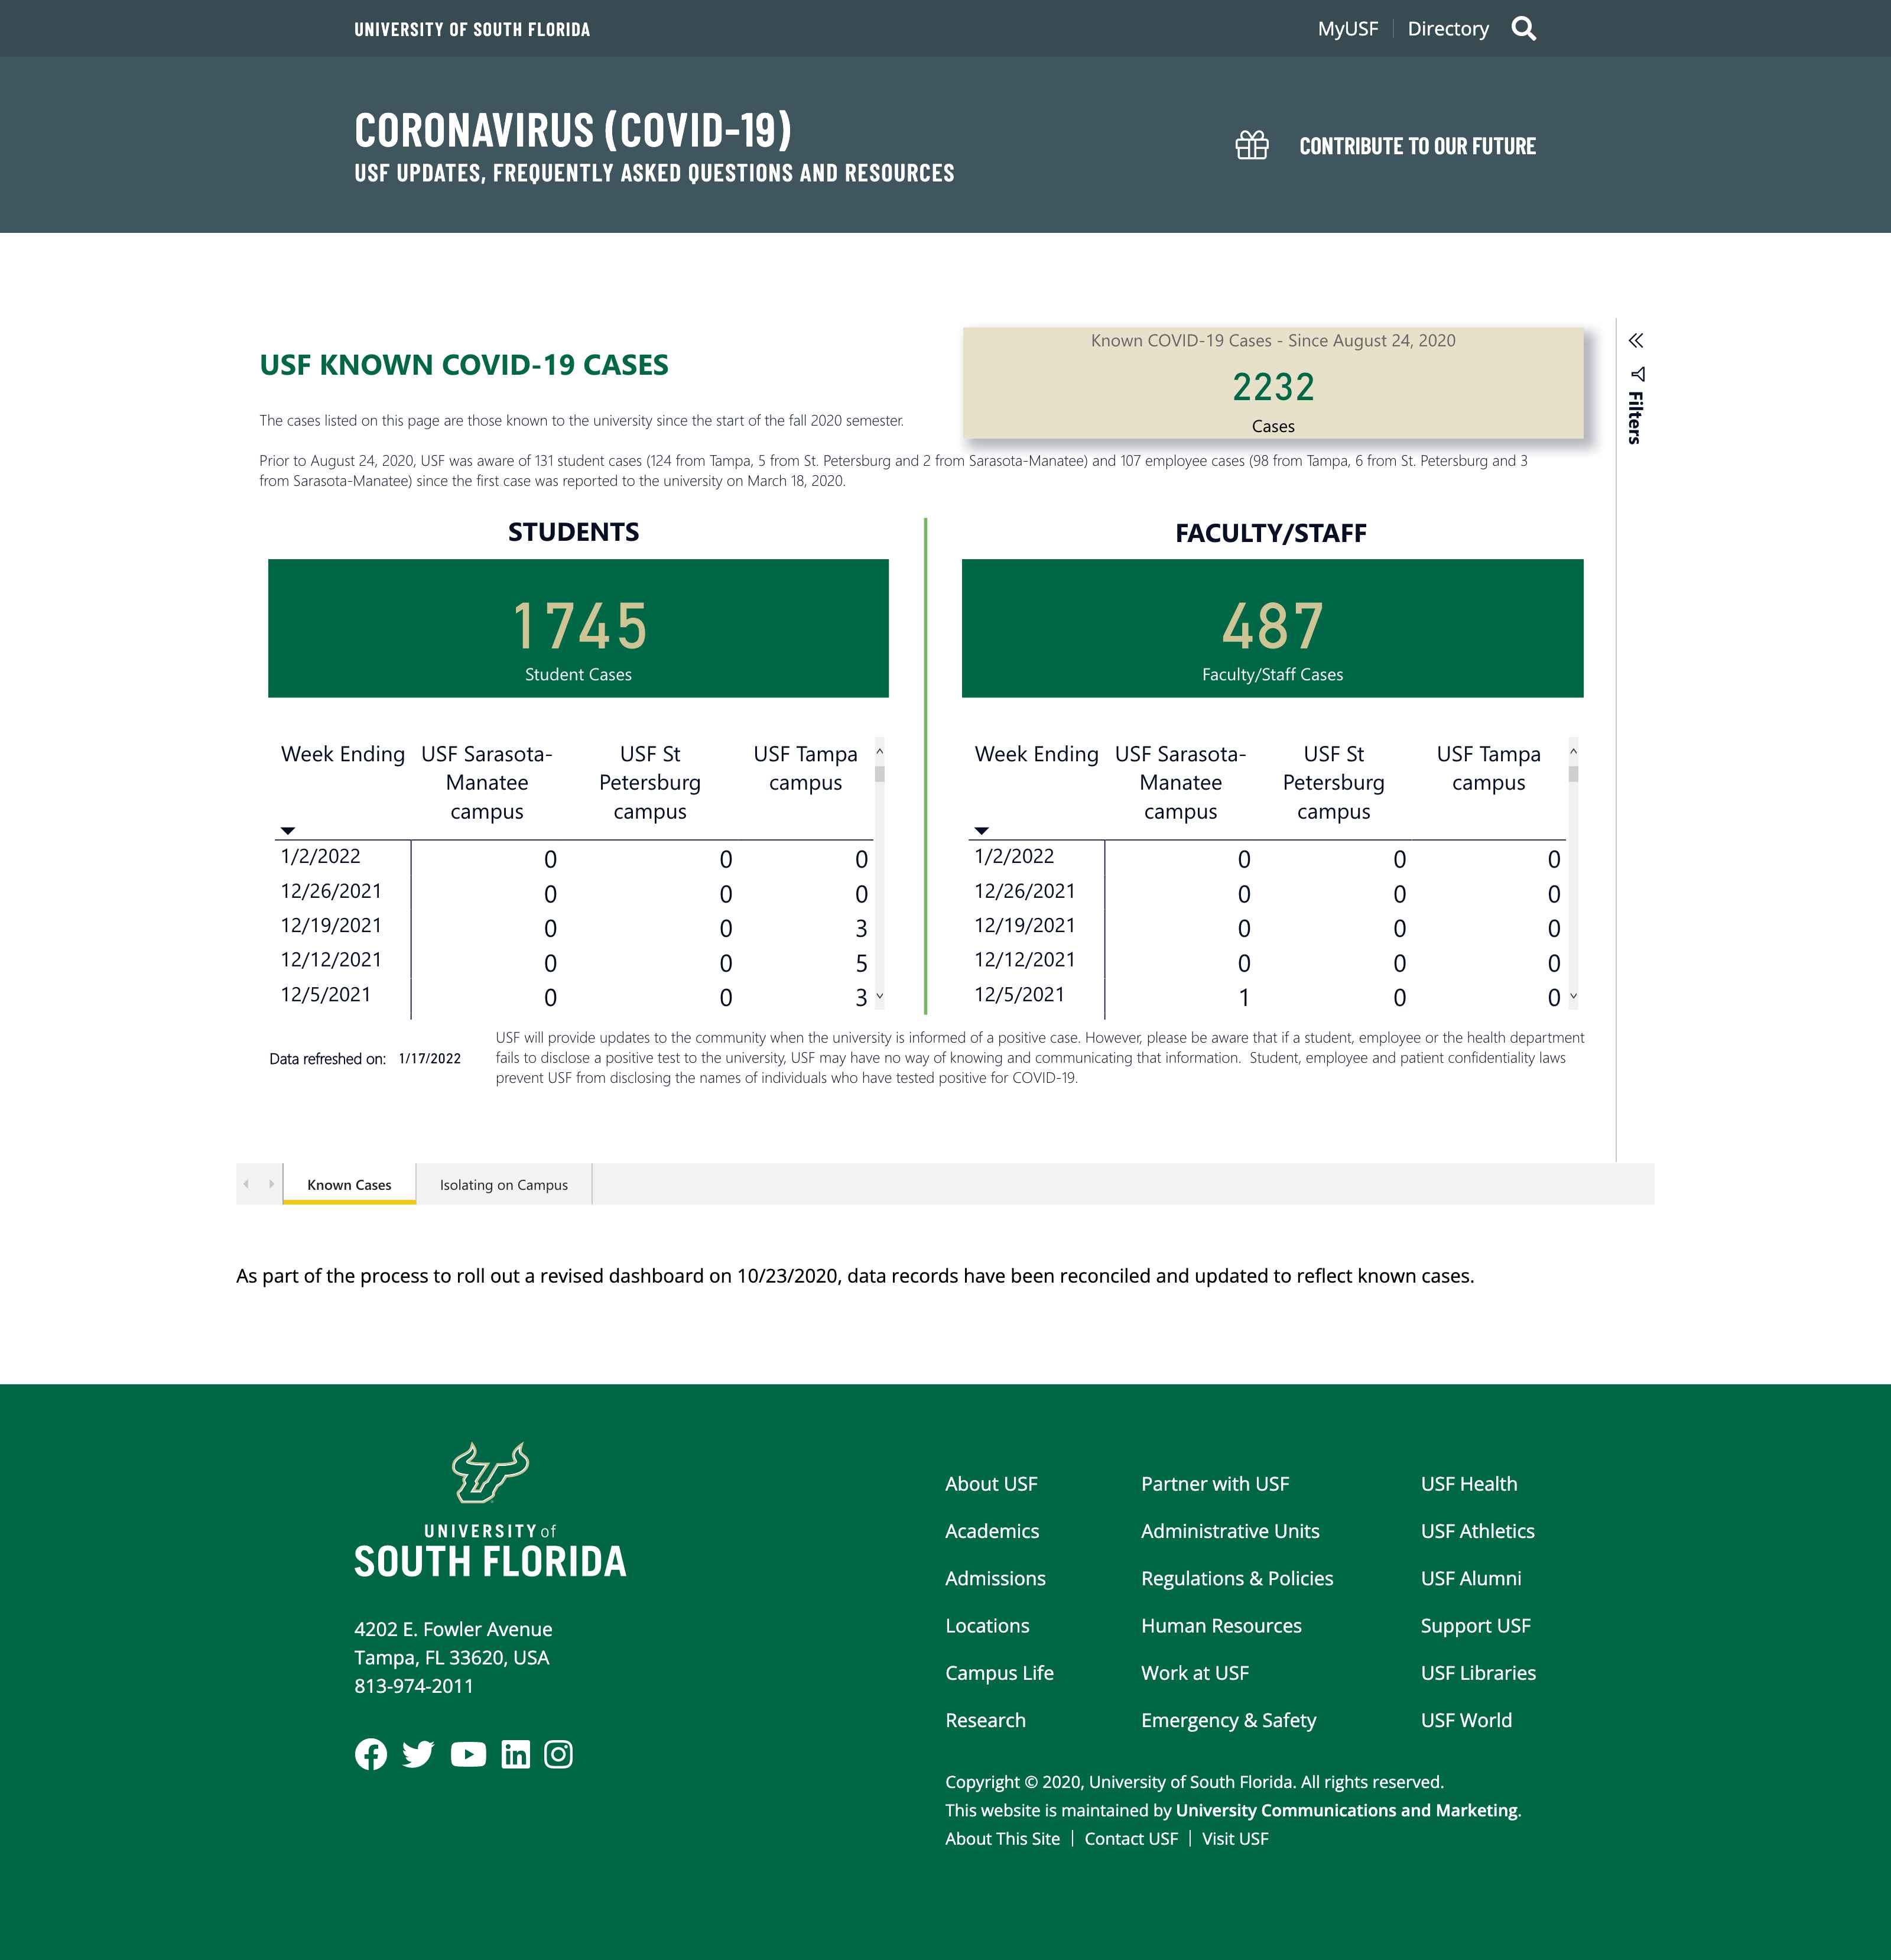 UNIVERSITY OF SOUTH FLORIDA
MyUSF
Directory
CORONAVIRUS (COVID-19)
USF UPDATES, FREQUENTLY ASKED QUESTIONS AND RESOURCES
CONTRIBUTE TO OUR FUTURE
USF KNOWN COVID-19 CASES
Known COVID-19 Cases - Since August 24, 2020
2232
Cases
Filters
The cases listed on this page are those known to the university since the start of the fall 2020 semester.
Prior to August 24, 2020, USF was aware of 131 student cases (124 from Tampa, 5 from St. Petersburg and 2 from Sarasota-Manatee) and 107 employee cases (98 from Tampa, 6 from St. Petersburg and 3
from Sarasota-Manatee) since the first case was reported to the university on March 18, 2020.
STUDENTS
1745
Student Cases
Week Ending USF Sarasota- USF St USF Tampa
Manatee Petersburg campus
campus campus
1/2/2022 0 0 0
12/26/2021 0 0 0
12/19/2021 0 0 3
12/12/2021 0 0 5
12/5/2021 0 0 3
FACULTY/STAFF
487
Faculty/Staff Cases
Week Ending USF Sarasota- USF St USF Tampa
Manatee Petersburg campus
campus campus
1/2/2022 0 0 0
12/26/2021 0 0 0
12/19/2021 0 0 0
12/12/2021 0 0 0
12/5/2021 1 0 0
Data refreshed on: 1/17/2022
USF will provide updates to the community when the university is informed of a positive case. However, please be aware that if a student, employee or the health department
fails to disclose a positive test to the university, USF may have no way of knowing and communicating that information. Student, employee and patient confidentiality laws
prevent USF from disclosing the names of individuals who have tested positive for COVID-19.
Known Cases
Isolating on Campus
As part of the process to roll out a revised dashboard on 10/23/2020, data records have been reconciled and updated to reflect known cases.
UNIVERSITY of
SOUTH FLORIDA
4202 E. Fowler Avenue
Tampa, FL 33620, USA
813-974-2011
About USF
Academics
Admissions
Locations
Campus Life
Research
Partner with USF
Administrative Units
Regulations & Policies
Human Resources
Work at USF
Emergency & Safety
USF Health
USF Athletics
USF Alumni
Support USF
USF Libraries
USF World
Copyright © 2020, University of South Florida. All rights reserved.
This website is maintained by University Communications and Marketing.
About This Site | Contact USF | Visit USF